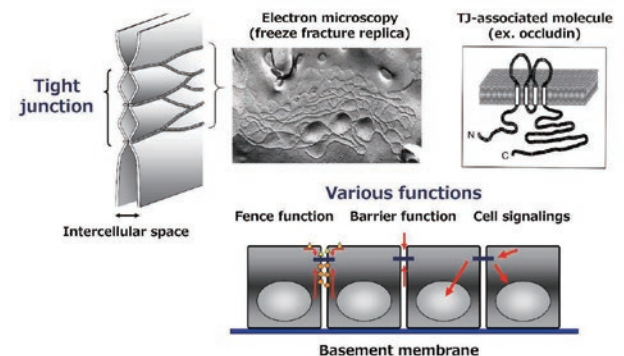 Electron microscopy
(freeze fracture replica)
TJ-associated molecule
(ex. occludin)
Tight
junction
N
C
Intercellular space
Various functions
Fence function
Barrier function
Cell signalings
Basement membrane